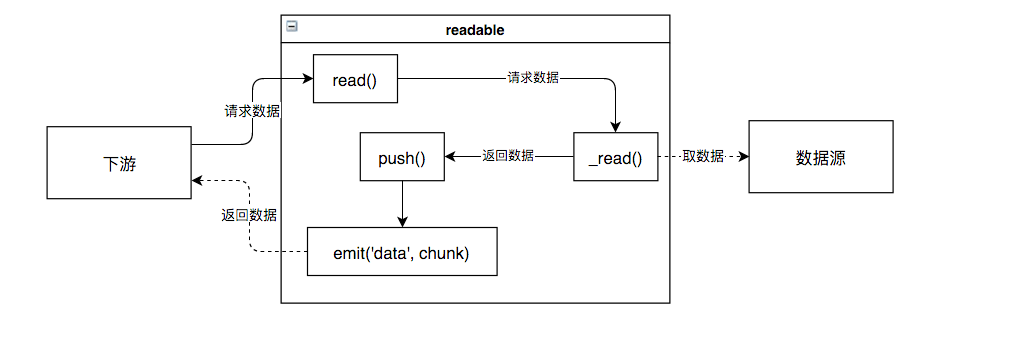 readable
read()
请求数据
请求数据
下游
push()
返回数据
_read()
取数据
数据源
返回数据
emit('data', chunk)